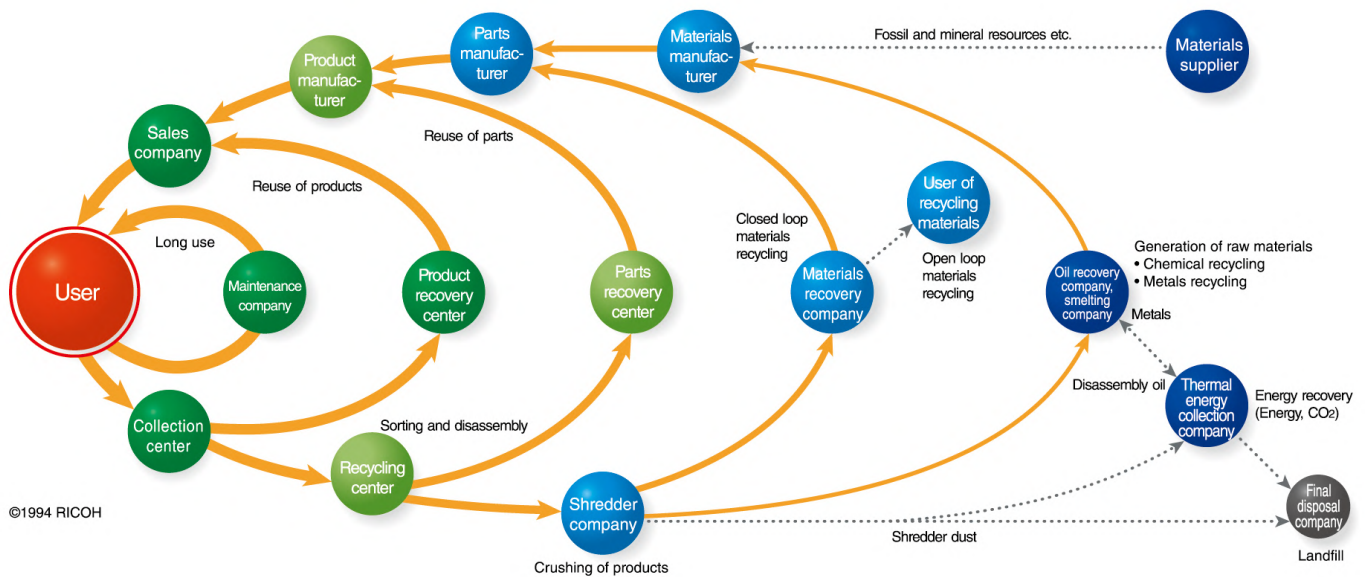 Parts
manufac-
turer
Materials
manufac-
turer
Fossil and mineral resources etc.
Materials
supplier
Product
manufac-
turer
Sales
company
Reuse of parts
Reuse of products
User of
recycling
materials
Closed loop
materials
recycling
Open loop
materials
recycling
Long use
User
Maintenance
company
Product
recovery
center
Parts
recovery
center
Materials
recovery
company
Oil recovery
company,
smelting
company
Generation of raw materials
• Chemical recycling
• Metals recycling
Metals
Disassembly oil
Thermal
energy
collection
company
Energy recovery
(Energy, CO2)
Collection
center
Sorting and disassembly
Recycling
center
Shredder
company
Crushing of products
Shredder dust
Final
disposal
company
Landfill
©1994 RICOH